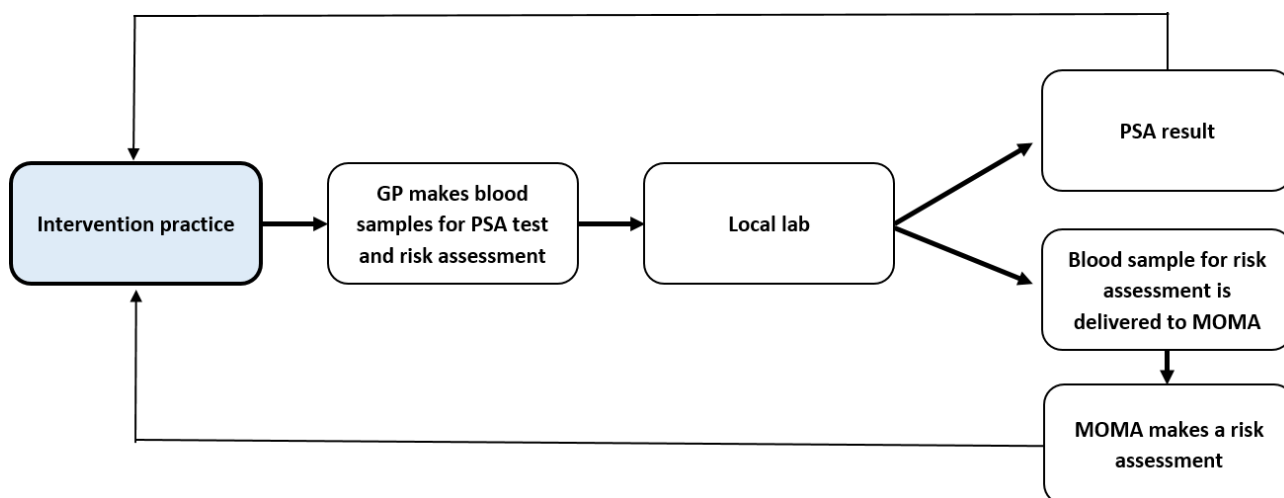 PSA result
Intervention practice
GP makes blood
samples for PSA test
and risk assessment
Local lab
Blood sample for risk
assessment is
delivered to MOMA
MOMA makes a risk
assessment